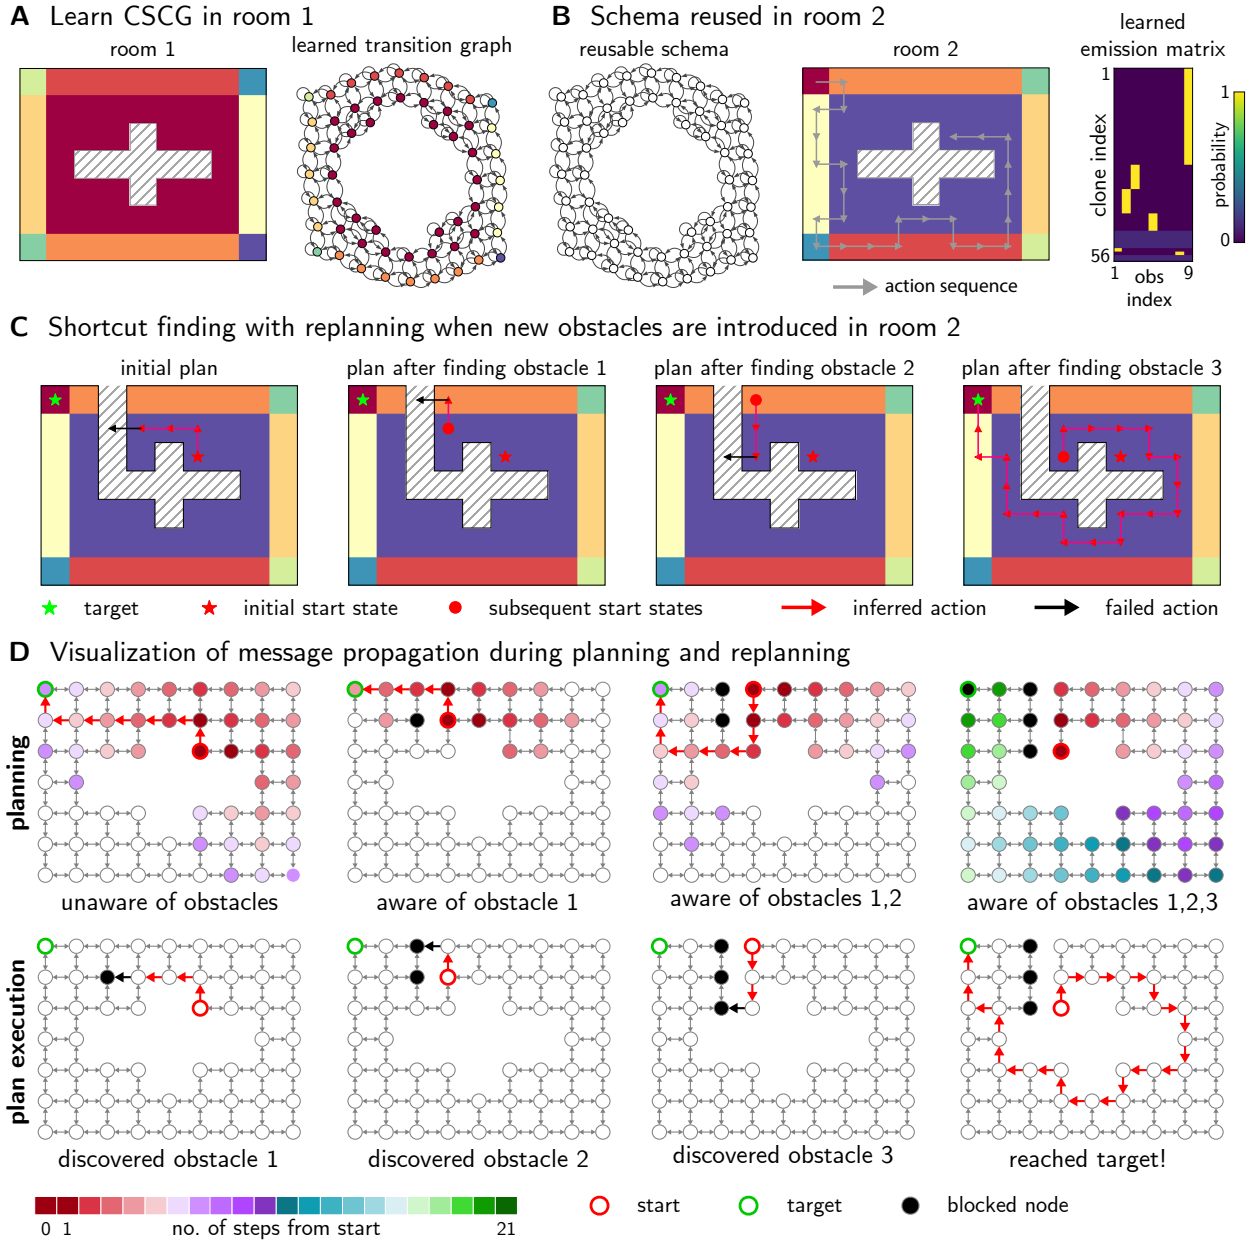 A Learn CSCG in room 1
room 1
learned transition graph
B Schema reused in room 2
reusable schema
room 2
learned
emission matrix
1
clone index
56
1 obs 9
index
1
probability
0
action sequence
C Shortcut finding with replanning when new obstacles are introduced in room 2
initial plan
plan after finding obstacle 1
plan after finding obstacle 2
plan after finding obstacle 3
target
initial start state
subsequent start states
inferred action
failed action
D Visualization of message propagation during planning and replanning
planning
unaware of obstacles
aware of obstacle 1
aware of obstacles 1,2
aware of obstacles 1,2,3
plan execution
discovered obstacle 1
discovered obstacle 2
discovered obstacle 3
reached target!
0 1 no. of steps from start 21
start
target
blocked node